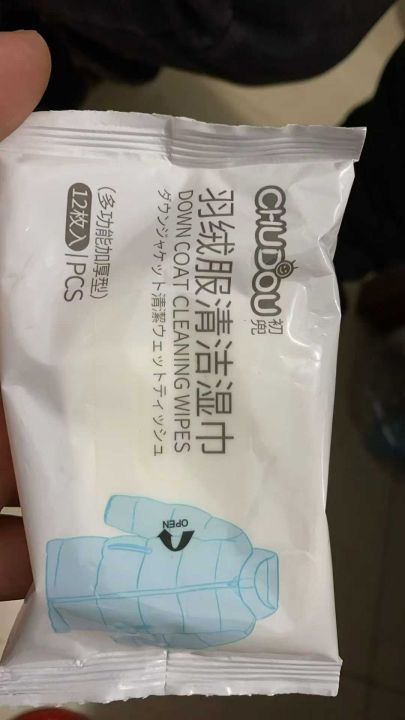 CHUDOU 初兜
羽绒服清洁湿巾
DOWN COAT CLEANING WIPES
ダウンジャケット清潔ウェットティッシュ
(多功能加厚型)
12枚入/1PCS
OPEN